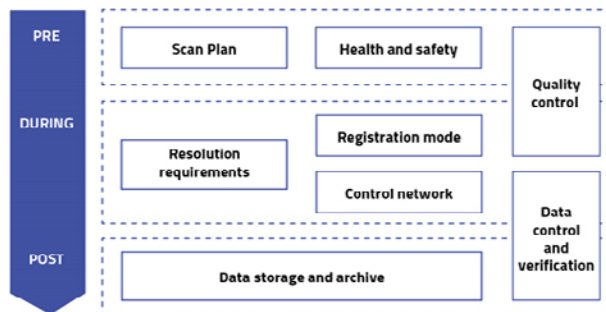 PRE
Scan Plan
Health and safety
Quality
control
DURING
Resolution
requirements
Registration mode
Control network
Data
control
and
verification
POST
Data storage and archive